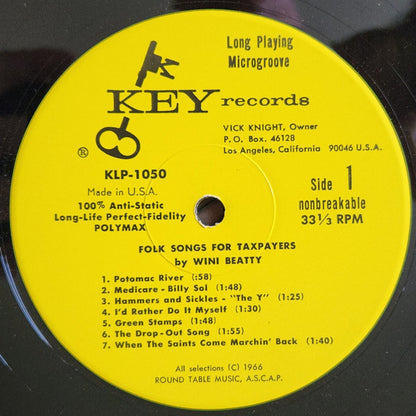 Long Playing
Microgroove
KEY records
®
VICK KNIGHT, Owner
P. O. Box. 46128
Los Angeles, California 90046 U.S.A.
KLP-1050
Made in U.S.A.
100% Anti-Static
Long-Life Perfect-Fidelity
POLYMAX
Side 1
nonbreakable
33 1/3 RPM
FOLK SONGS FOR TAXPAYERS
by WINI BEATTY
1. Potomac River (:58)
2. Medicare - Billy Sol (1:48)
3. Hammers and Sickles - "The Y" (1:25)
4. I'd Rather Do It Myself (1:30)
5. Green Stamps (1:48)
6. The Drop-Out Song (1:55)
7. When The Saints Come Marchin' Back (1:40)
All selections (C) 1966
ROUND TABLE MUSIC, A.S.C.A.P.